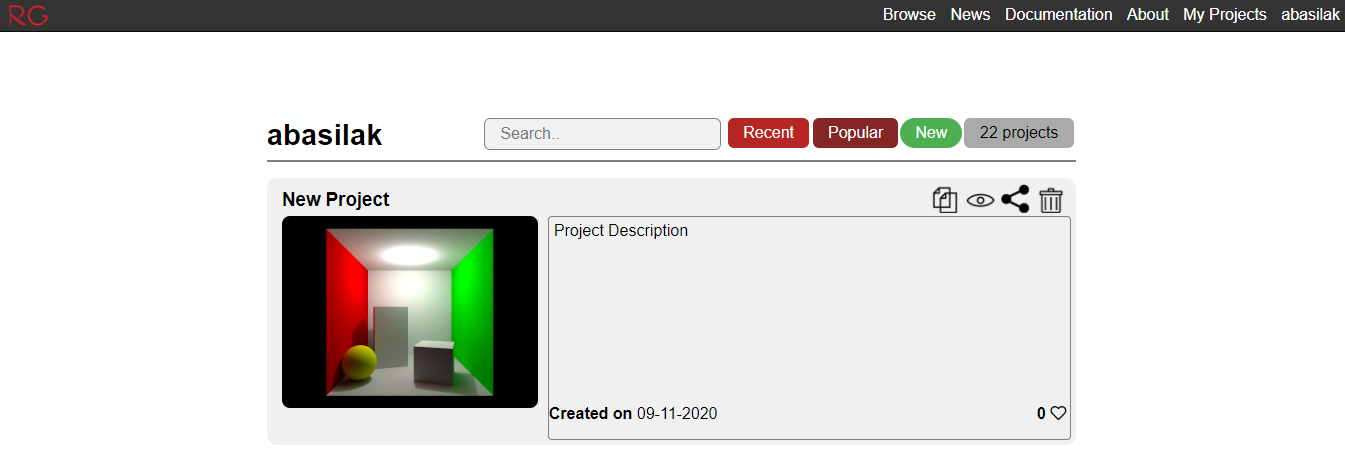 RG Browse News Documentation About My Projects abasilak
abasilak Search.. Recent Popular New 22 projects
New Project
Project Description
Created on 09-11-2020 0